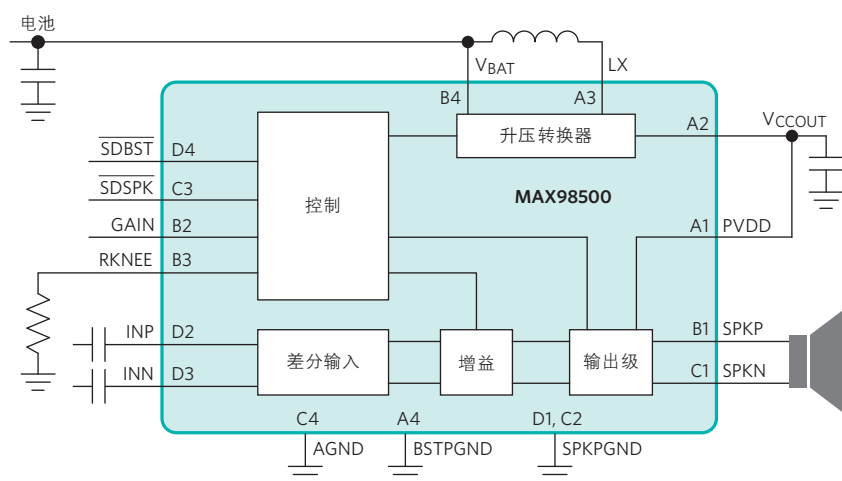 电池
VBAT
LX
B4
A3
SDBST
D4
升压转换器
A2
VCCOUT
SDSPK
C3
控制
MAX98500
GAIN
B2
A1
PVDD
RKNEE
B3
INP
D2
差分输入
增益
输出级
B1
SPKP
INN
D3
C1
SPKN
C4
A4
D1, C2
AGND
BSTPGND
SPKPGND